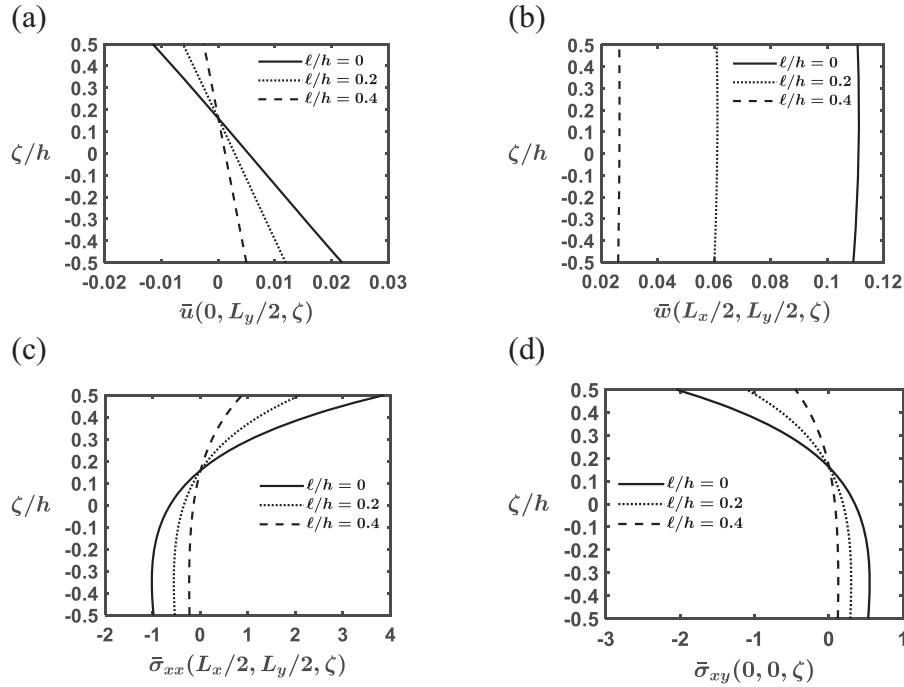 (a)
0.5
0.4
0.3
0.2
0.1
0
-0.1
-0.2
-0.3
-0.4
-0.5
ζ/h
ℓ/h = 0
ℓ/h = 0.2
ℓ/h = 0.4
-0.02 -0.01 0 0.01 0.02 0.03
ū(0, L_y/2, ζ)
(b)
0.5
0.4
0.3
0.2
0.1
0
-0.1
-0.2
-0.3
-0.4
-0.5
ζ/h
ℓ/h = 0
ℓ/h = 0.2
ℓ/h = 0.4
0.02 0.04 0.06 0.08 0.1 0.12
w̄(L_x/2, L_y/2, ζ)
(c)
0.5
0.4
0.3
0.2
0.1
0
-0.1
-0.2
-0.3
-0.4
-0.5
ζ/h
ℓ/h = 0
ℓ/h = 0.2
ℓ/h = 0.4
-2 -1 0 1 2 3 4
σ̄_xx(L_x/2, L_y/2, ζ)
(d)
0.5
0.4
0.3
0.2
0.1
0
-0.1
-0.2
-0.3
-0.4
-0.5
ζ/h
ℓ/h = 0
ℓ/h = 0.2
ℓ/h = 0.4
-3 -2 -1 0 1
σ̄_xy(0, 0, ζ)